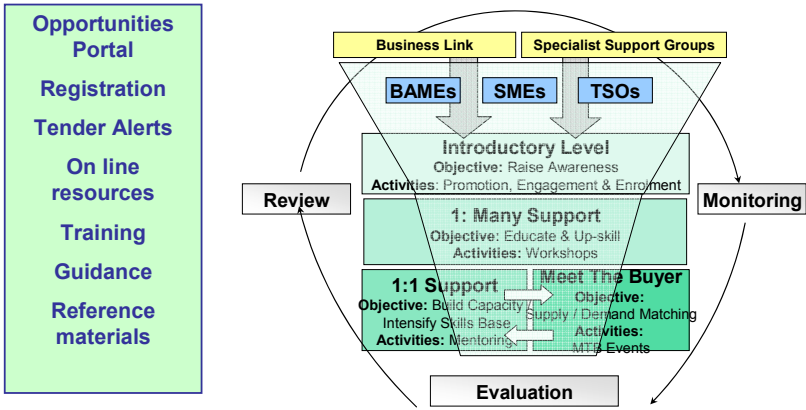 Opportunities
Portal
Registration
Tender Alerts
On line
resources
Training
Guidance
Reference
materials
Business Link
Specialist Support Groups
BAMEs
SMEs
TSOs
Introductory Level
Objective: Raise Awareness
Activities: Promotion, Engagement & Enrolment
Review
Monitoring
1: Many Support
Objective: Educate & Up-skill
Activities: Workshops
1:1 Support
Objective: Build Capacity /
Intensify Skills Base
Activities: Mentoring
Meet The Buyer
Objective:
Supply / Demand Matching
Activities:
MTB Events
Evaluation